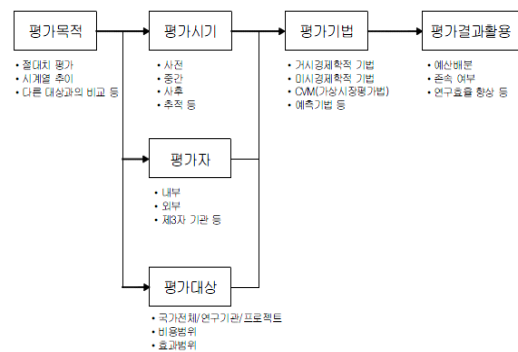 평가목적
• 절대치 평가
• 시계열 추이
• 다른 대상과의 비교 등
평가시기
• 사전
• 중간
• 사후
• 추적 등
평가자
• 내부
• 외부
• 제3자 기관 등
평가대상
• 국가전체/연구기관/프로젝트
• 비용범위
• 효과범위
평가기법
• 거시경제학적 기법
• 미시경제학적 기법
• CVM(가상시장평가법)
• 예측기법 등
평가결과활용
• 예산배분
• 존속 여부
• 연구효율 향상 등